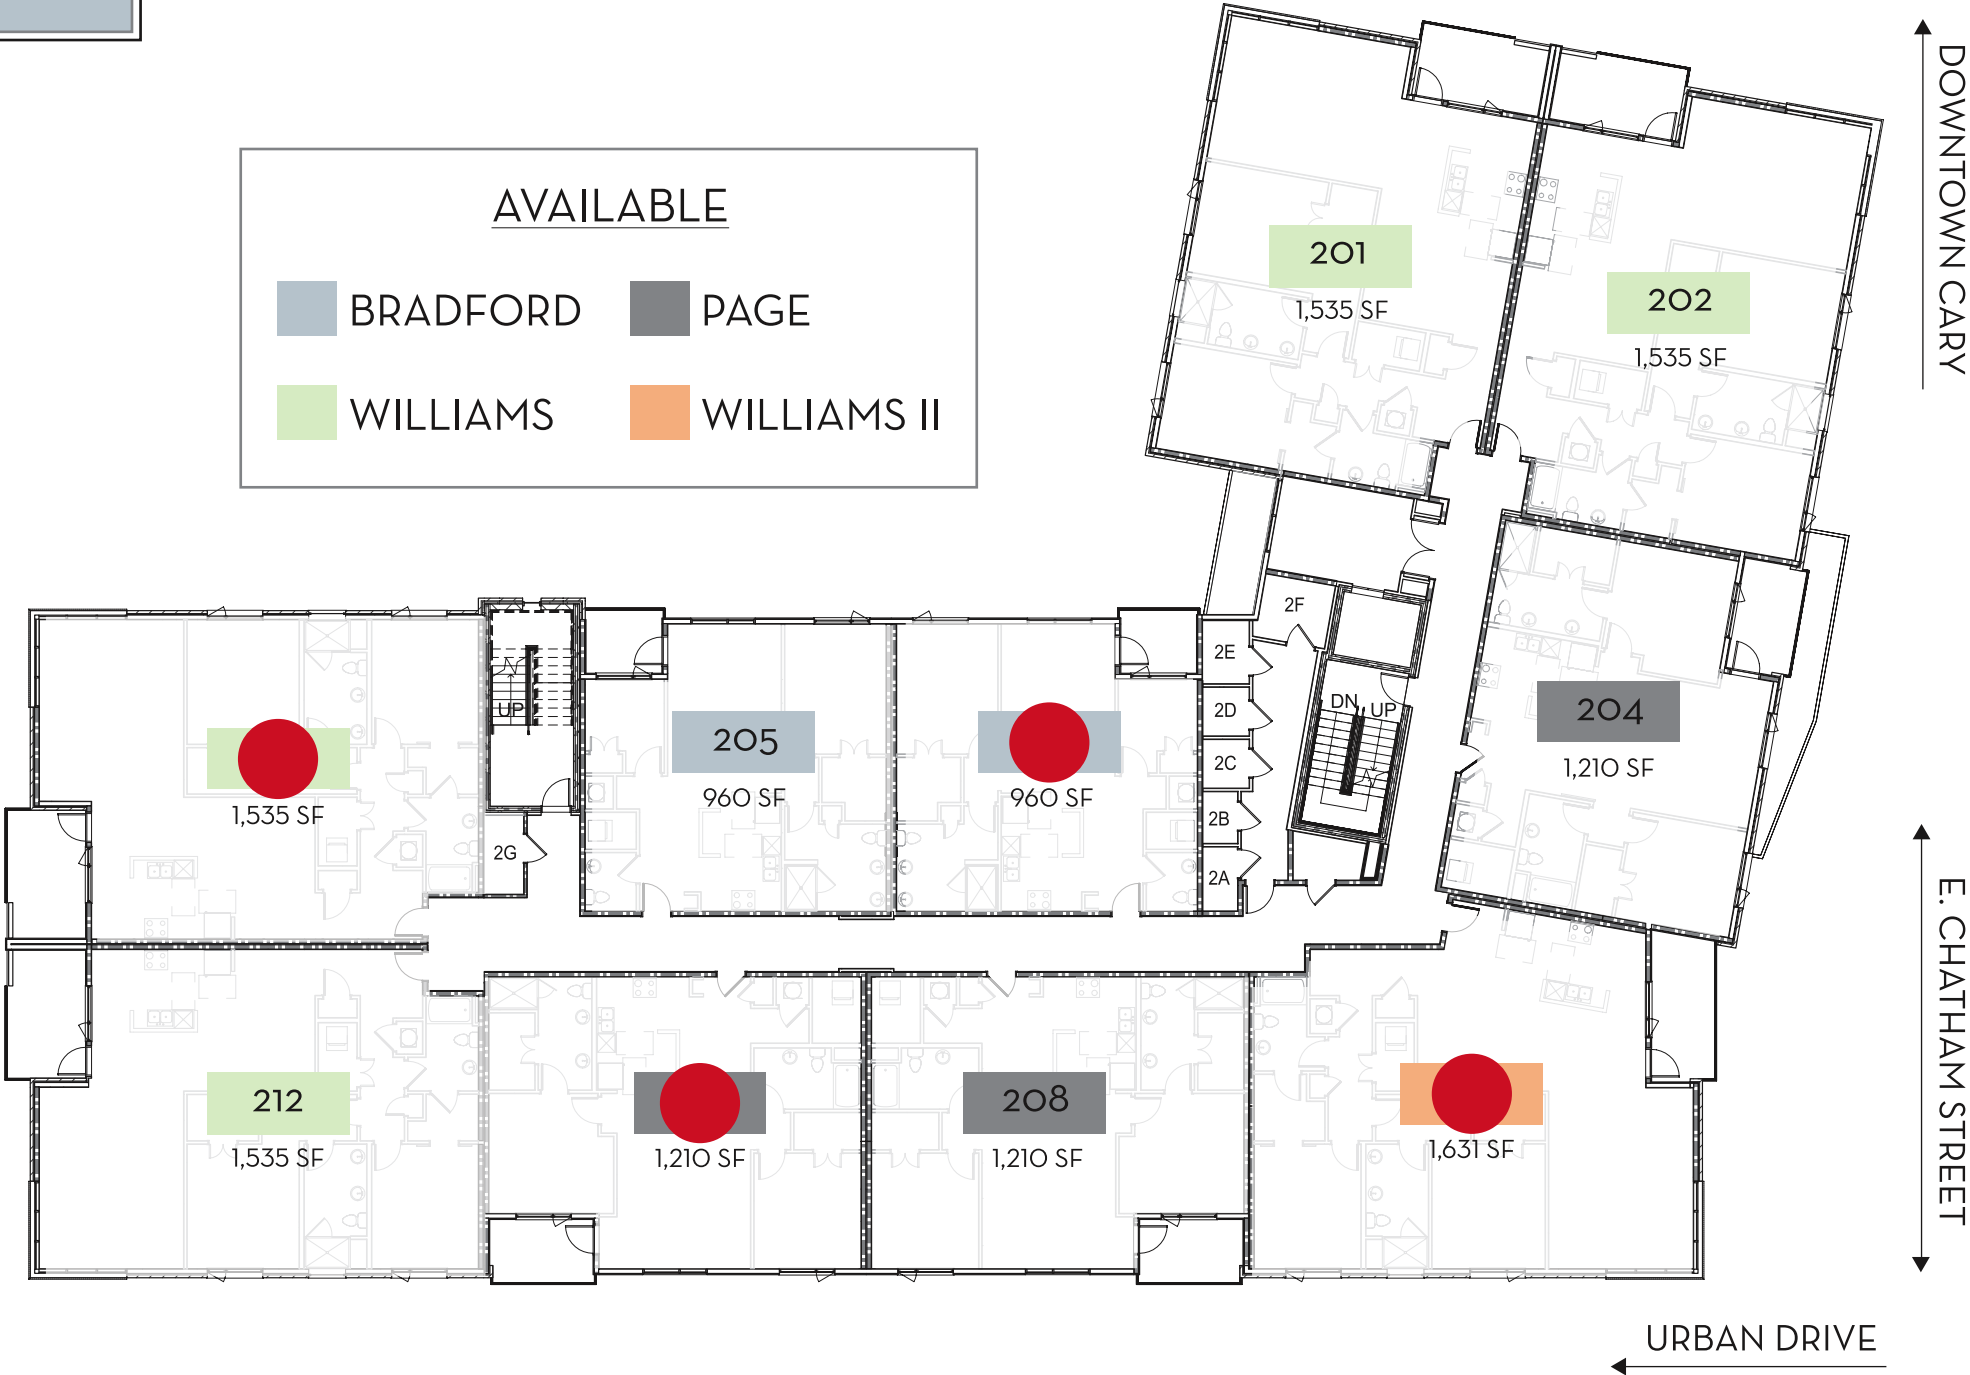 AVAILABLE
BRADFORD
PAGE
WILLIAMS
WILLIAMS II
DOWNTOWN CARY
201
1,535 SF
202
1,535 SF
2F
2E
2D
2C
2B
2A
DN
UP
204
1,210 SF
UP
2G
1,535 SF
205
960 SF
960 SF
212
1,535 SF
1,210 SF
208
1,210 SF
1,631 SF
E. CHATHAM STREET
URBAN DRIVE